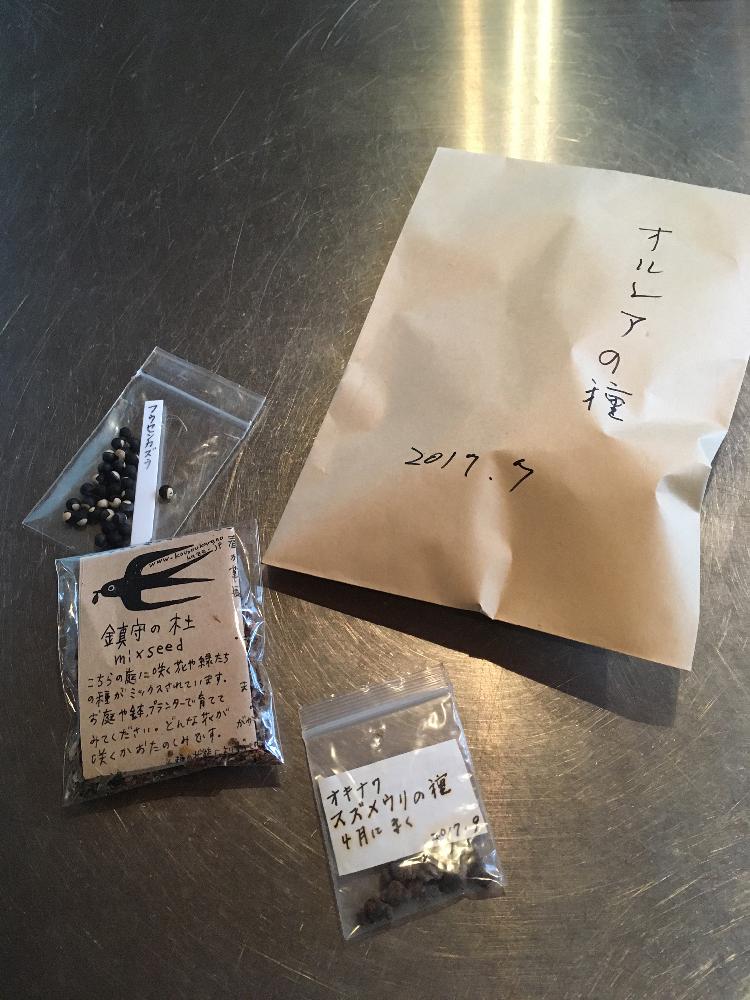 オルレアの種
2017.9
フウセンカズラ
鎮守の杜
mixseed
こちらの庭に咲く花や緑たち
の種がミックスされています。
お庭や鉢、プランターで育てて
みてください。どんな花が
咲くかおたのしみです。
オキナワ
スズメウリの種
4月にまく
2017.9